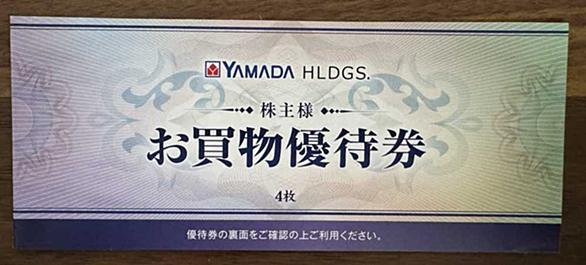 YAMADA HLDGS.
株主様
お買物優待券
4枚
優待券の裏面をご確認の上ご利用ください。